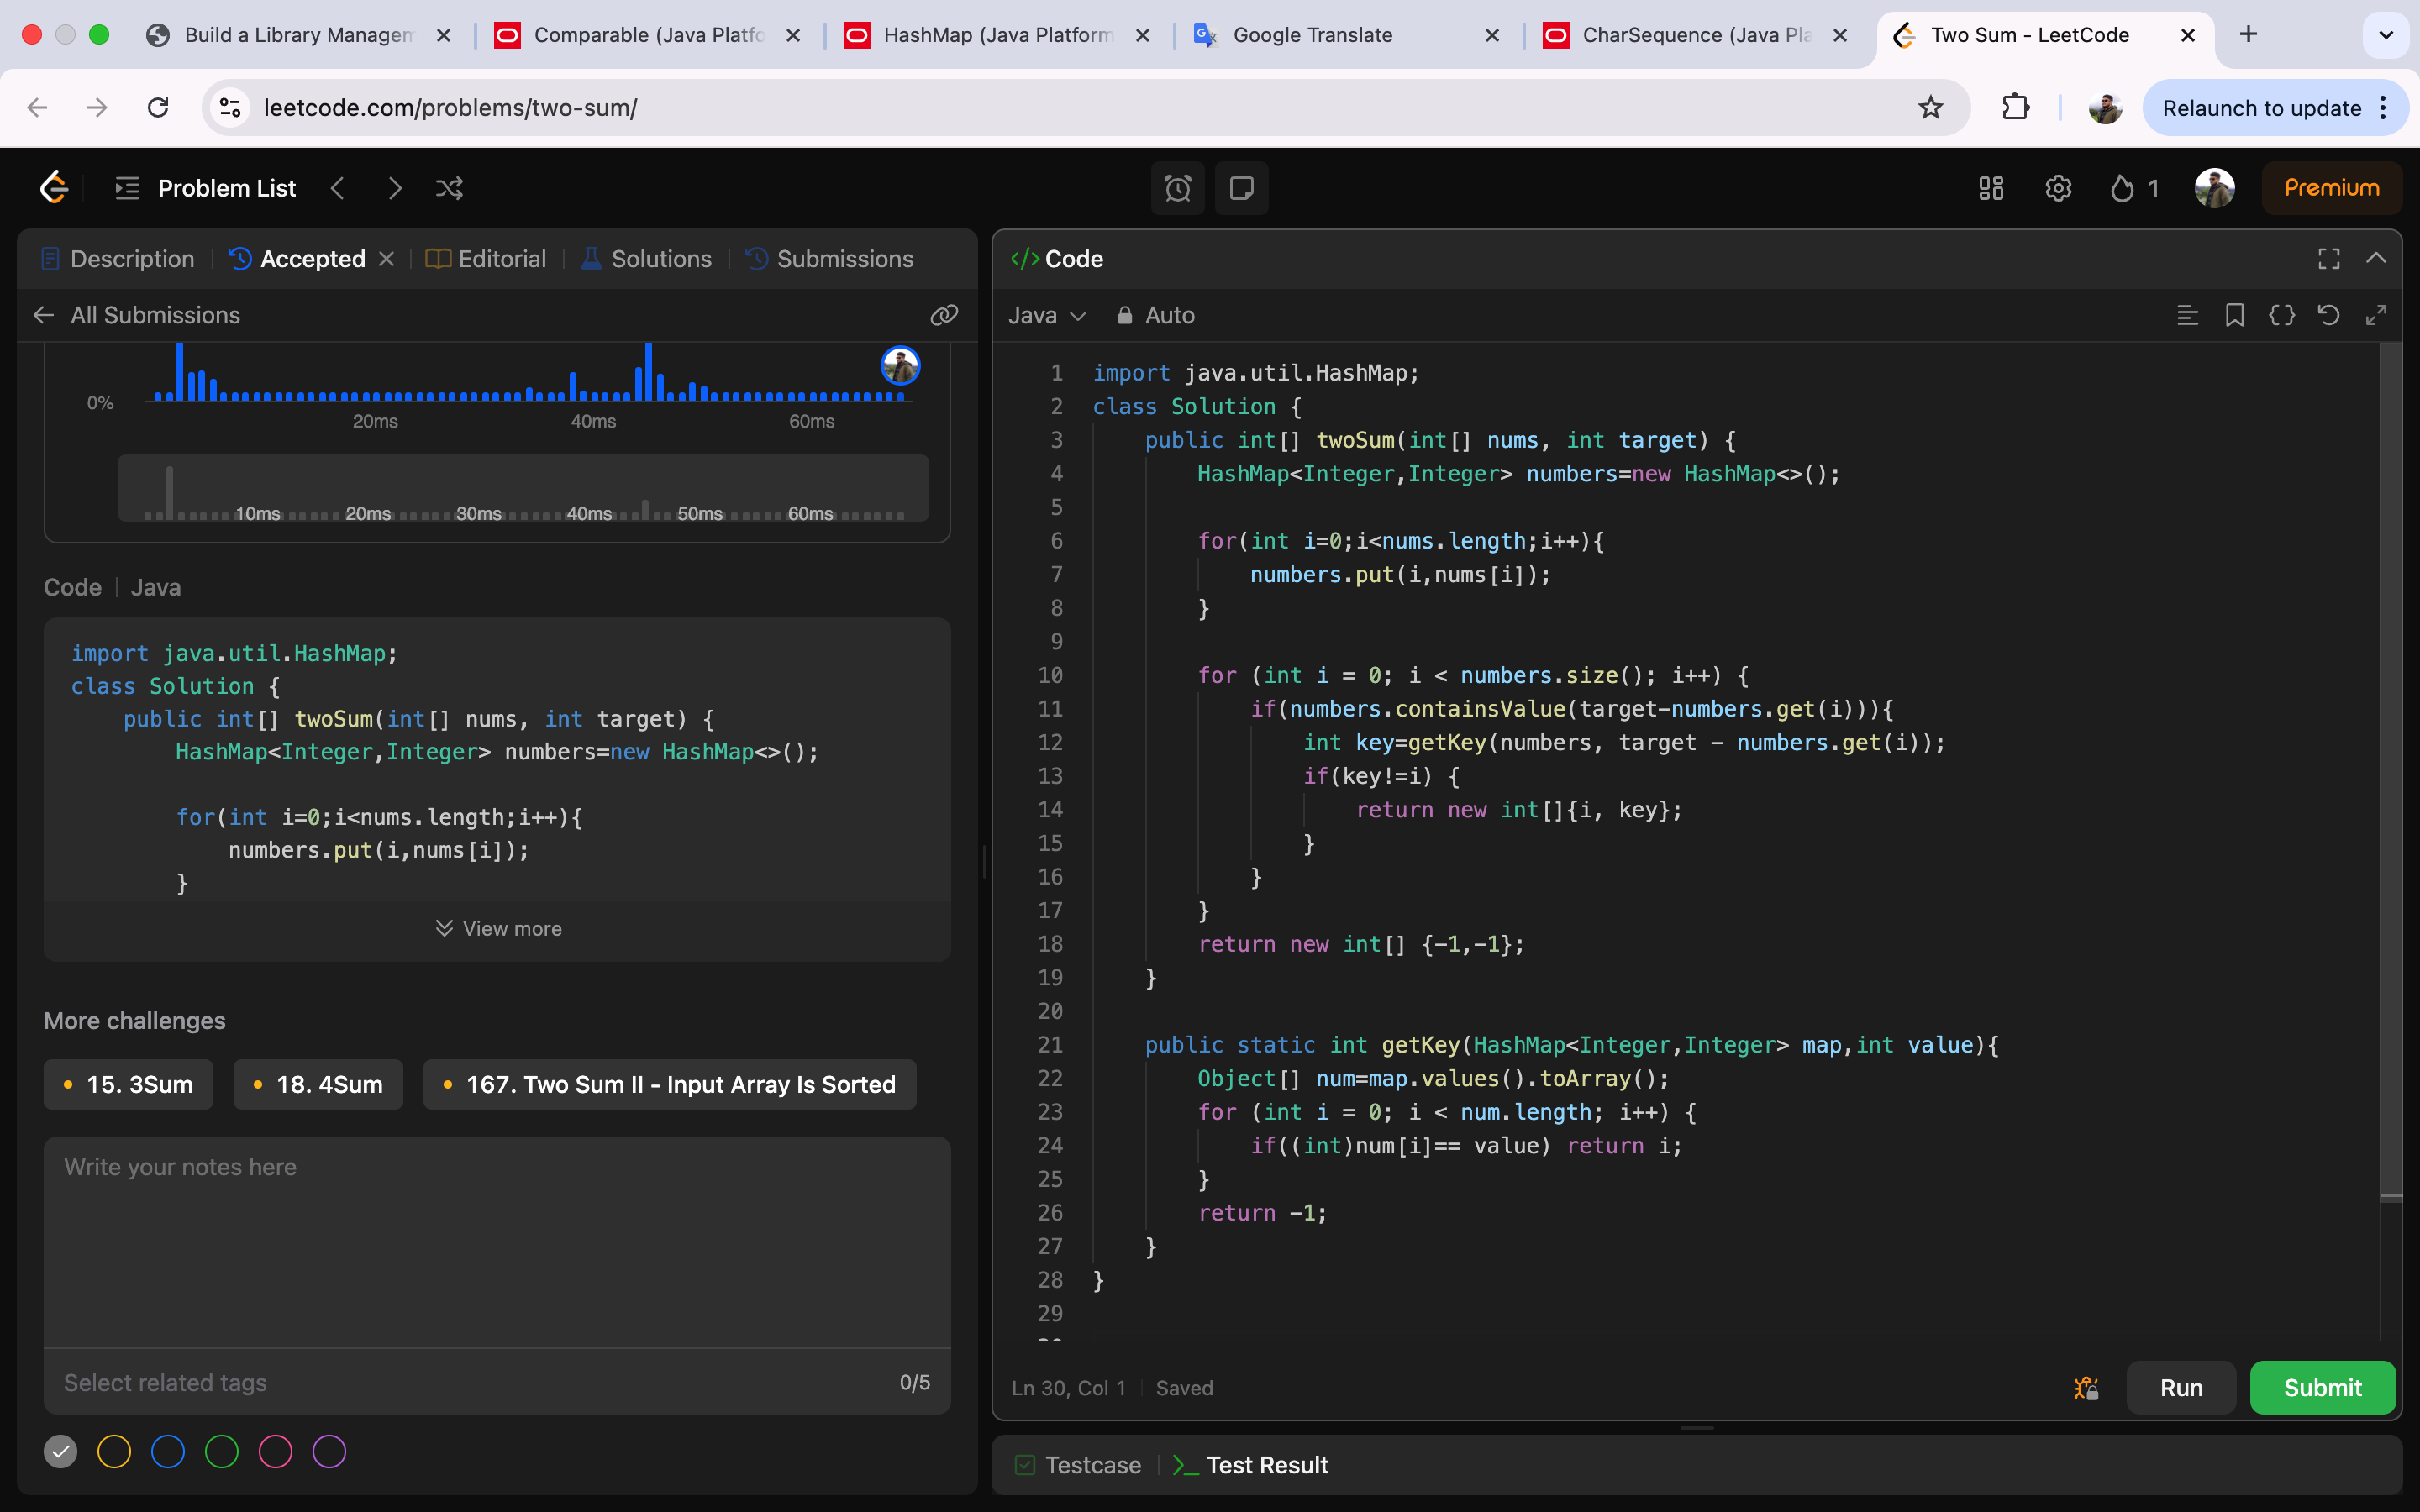 Build a Library Managem
Comparable (Java Platfo
HashMap (Java Platform
Google Translate
CharSequence (Java Pla
Two Sum - LeetCode
leetcode.com/problems/two-sum/
Relaunch to update
Problem List
1
Premium
Description
Accepted
Editorial
Solutions
Submissions
All Submissions
0%
20ms
40ms
60ms
10ms
20ms
30ms
40ms
50ms
60ms
Code
Java
import java.util.HashMap;
class Solution {
public int[] twoSum(int[] nums, int target) {
HashMap<Integer,Integer> numbers=new HashMap<>();
for(int i=0;i<nums.length;i++){
numbers.put(i,nums[i]);
}
View more
More challenges
15. 3Sum
18. 4Sum
167. Two Sum II - Input Array Is Sorted
Write your notes here
Select related tags
0/5
</> Code
Java
Auto
1 import java.util.HashMap;
2 class Solution {
3 public int[] twoSum(int[] nums, int target) {
4 HashMap<Integer,Integer> numbers=new HashMap<>();
5
6 for(int i=0;i<nums.length;i++){
7 numbers.put(i,nums[i]);
8 }
9
10 for (int i = 0; i < numbers.size(); i++) {
11 if(numbers.containsValue(target-numbers.get(i))){
12 int key=getKey(numbers, target - numbers.get(i));
13 if(key!=i) {
14 return new int[]{i, key};
15 }
16 }
17 }
18 return new int[] {-1,-1};
19 }
20
21 public static int getKey(HashMap<Integer,Integer> map,int value){
22 Object[] num=map.values().toArray();
23 for (int i = 0; i < num.length; i++) {
24 if((int)num[i]== value) return i;
25 }
26 return -1;
27 }
28 }
29
Ln 30, Col 1
Saved
Run
Submit
Testcase
Test Result